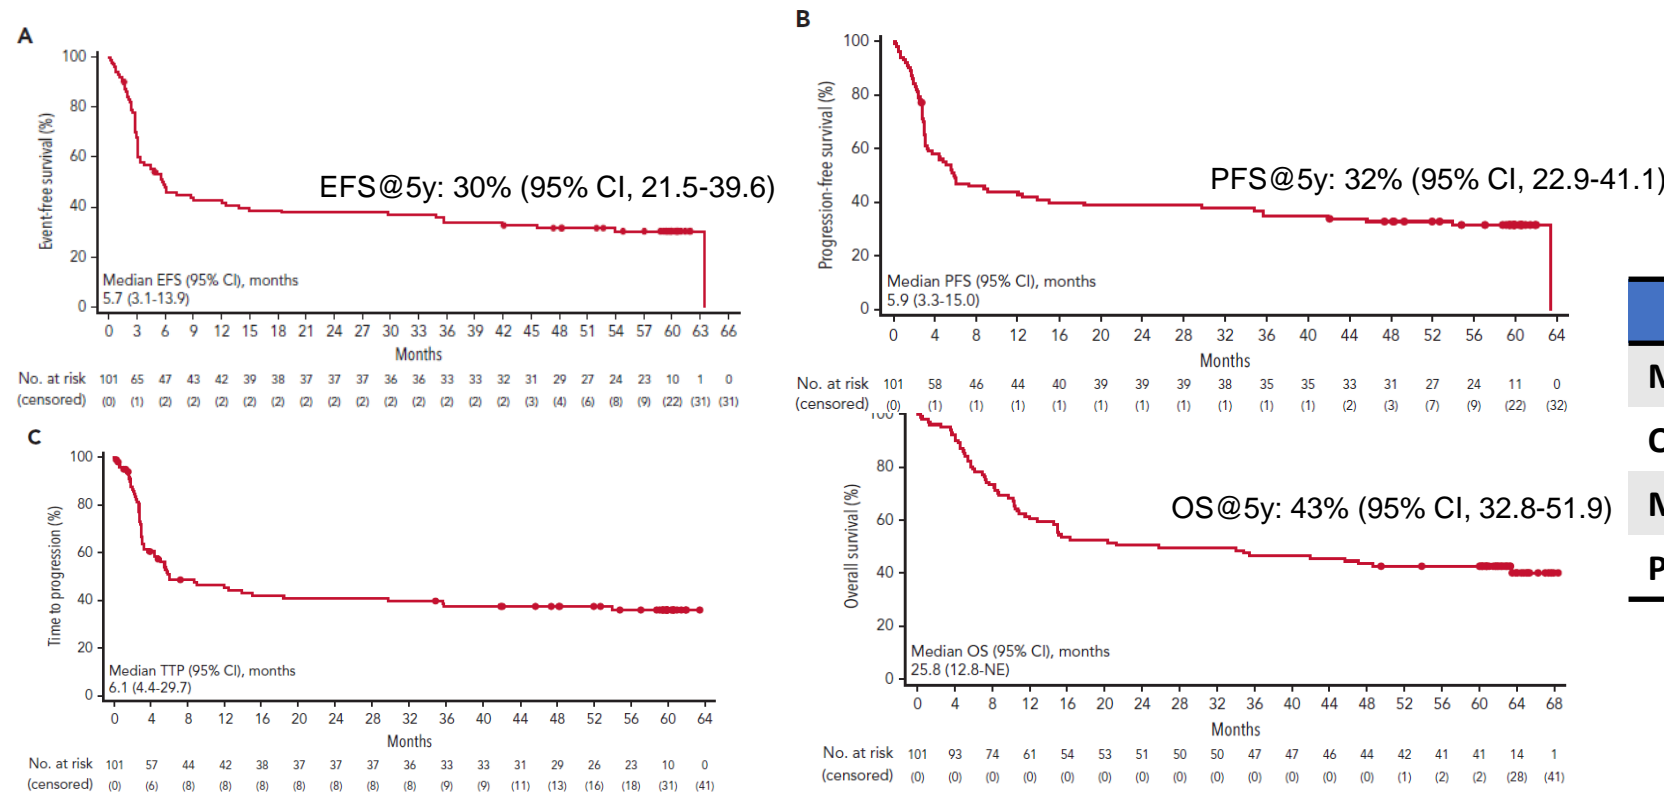 A
100
80
60
40
20
0
Event-free survival (%)
EFS@5y: 30% (95% CI, 21.5-39.6)
Median EFS (95% CI), months
5.7 (3.1-13.9)
0 3 6 9 12 15 18 21 24 27 30 33 36 39 42 45 48 51 54 57 60 63 66
Months
No. at risk 101 65 47 43 42 39 38 37 37 37 36 36 33 33 32 31 29 27 24 23 10 1 0
(censored) (0) (1) (2) (2) (2) (2) (2) (2) (2) (2) (2) (2) (2) (2) (2) (3) (4) (6) (8) (9) (22) (31) (31)
B
100
80
60
40
20
0
Progression-free survival (%)
PFS@5y: 32% (95% CI, 22.9-41.1)
Median PFS (95% CI), months
5.9 (3.3-15.0)
0 4 8 12 16 20 24 28 32 36 40 44 48 52 56 60 64
Months
No. at risk 101 58 46 44 40 39 39 39 38 35 35 33 31 27 24 11 0
(censored) (0) (1) (1) (1) (1) (1) (1) (1) (1) (1) (1) (2) (3) (7) (9) (22) (32)
C
100
80
60
40
20
0
Time to progression (%)
Median TTP (95% CI), months
6.1 (4.4-29.7)
0 4 8 12 16 20 24 28 32 36 40 44 48 52 56 60 64
Months
No. at risk 101 57 44 42 38 37 37 37 36 33 33 31 29 26 23 10 0
(censored) (0) (6) (8) (8) (8) (8) (8) (8) (8) (9) (9) (11) (13) (16) (18) (31) (41)
100
80
60
40
20
0
Overall survival (%)
OS@5y: 43% (95% CI, 32.8-51.9)
Median OS (95% CI), months
25.8 (12.8-NE)
0 4 8 12 16 20 24 28 32 36 40 44 48 52 56 60 64 68
Months
No. at risk 101 93 74 61 54 53 51 50 50 47 47 46 44 42 41 41 14 1
(censored) (0) (0) (0) (0) (0) (0) (0) (0) (0) (0) (0) (0) (0) (1) (2) (2) (28) (41)
P